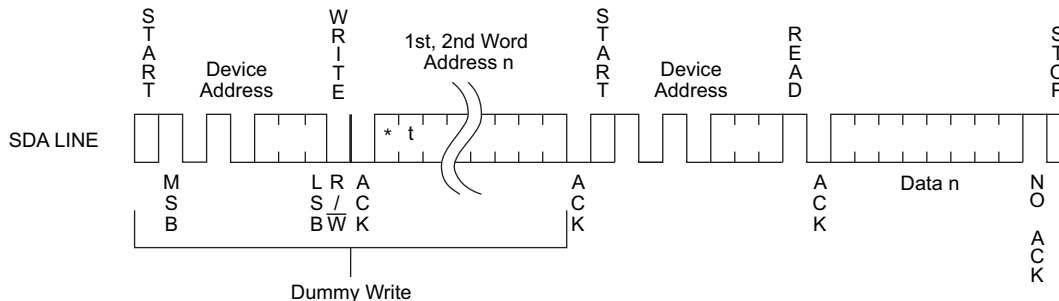 START
WRITE
1st, 2nd Word
Address n
START
READ
STOP
Device
Address
Device
Address
SDA LINE
* t
MSB
LSB
R/W
ACK
ACK
ACK
Data n
NO ACK
Dummy Write